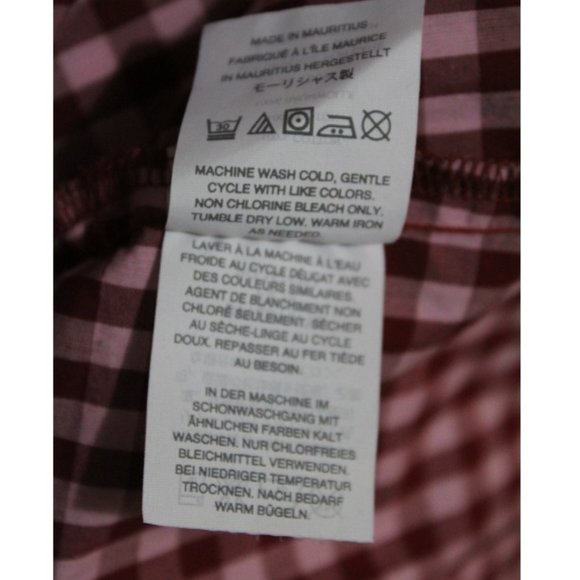 MADE IN MAURITIUS
FABRIQUÉ À L'ÎLE MAURICE
IN MAURITIUS HERGESTELLT
モーリシャス製
30
MACHINE WASH COLD, GENTLE
CYCLE WITH LIKE COLORS.
NON CHLORINE BLEACH ONLY.
TUMBLE DRY LOW. WARM IRON
AS NEEDED.
LAVER À LA MACHINE À L'EAU
FROIDE AU CYCLE DÉLICAT AVEC
DES COULEURS SIMILAIRES.
AGENT DE BLANCHIMENT NON
CHLORÉ SEULEMENT. SÉCHER
AU SÈCHE-LINGE AU CYCLE
DOUX. REPASSER AU FER TIÈDE
AU BESOIN.
IN DER MASCHINE IM
SCHONWASCHGANG MIT
ÄHNLICHEN FARBEN KALT
WASCHEN. NUR CHLORFREIES
BLEICHMITTEL VERWENDEN.
BEI NIEDRIGER TEMPERATUR
TROCKNEN. NACH BEDARF
WARM BÜGELN.